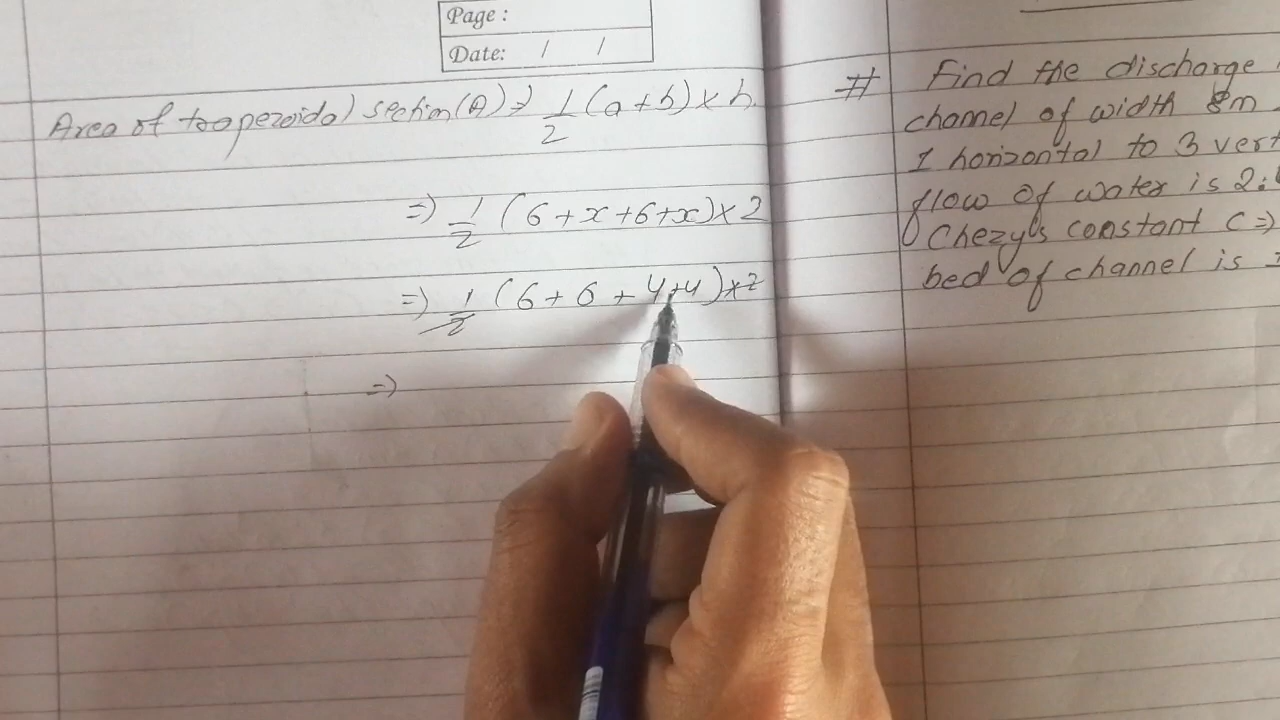 Page :
Date: / /
Area of trapezoidal section(A) => 1/2 (a+b)×h.
=) 1/2 (6+x+6+x)×2
=) 1/2 (6+6+4+4)×2
=)
# Find the discharge
channel of width 8m
1 horizontal to 3 vert
flow of water is 2.
Chezy's constant C =)
bed of channel is